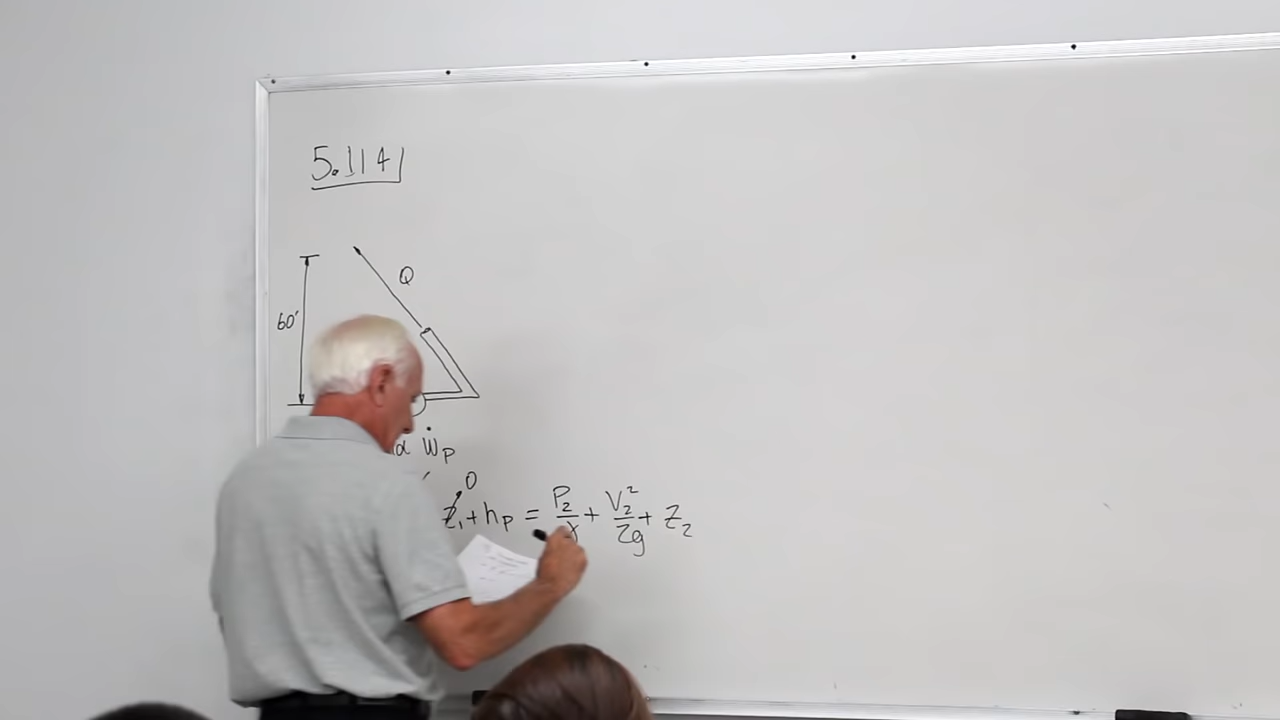 5.114
Q
60'
α Ẇp
0
Z₁ + hp = P₂/γ + V₂²/2g + Z₂